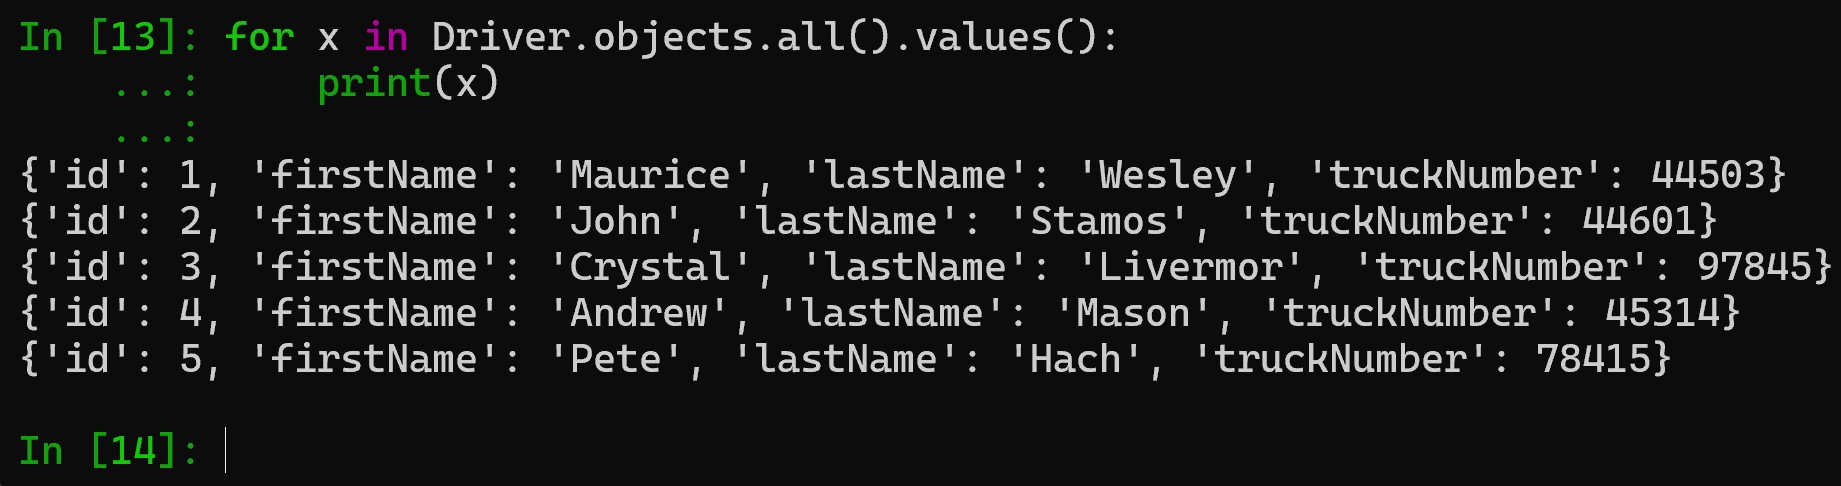 In [13]: for x in Driver.objects.all().values():
    ...:     print(x)
    ...:
{'id': 1, 'firstName': 'Maurice', 'lastName': 'Wesley', 'truckNumber': 44503}
{'id': 2, 'firstName': 'John', 'lastName': 'Stamos', 'truckNumber': 44601}
{'id': 3, 'firstName': 'Crystal', 'lastName': 'Livermor', 'truckNumber': 97845}
{'id': 4, 'firstName': 'Andrew', 'lastName': 'Mason', 'truckNumber': 45314}
{'id': 5, 'firstName': 'Pete', 'lastName': 'Hach', 'truckNumber': 78415}
In [14]: